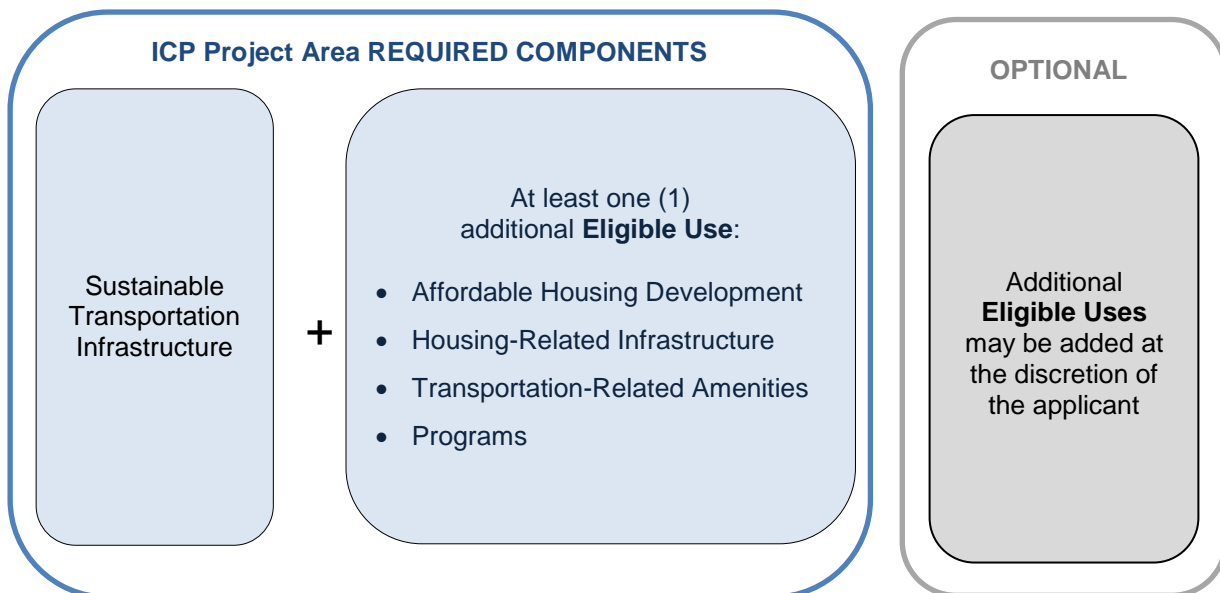 ICP Project Area REQUIRED COMPONENTS
Sustainable
Transportation
Infrastructure
+
At least one (1)
additional Eligible Use:
• Affordable Housing Development
• Housing-Related Infrastructure
• Transportation-Related Amenities
• Programs
OPTIONAL
Additional
Eligible Uses
may be added at
the discretion of
the applicant